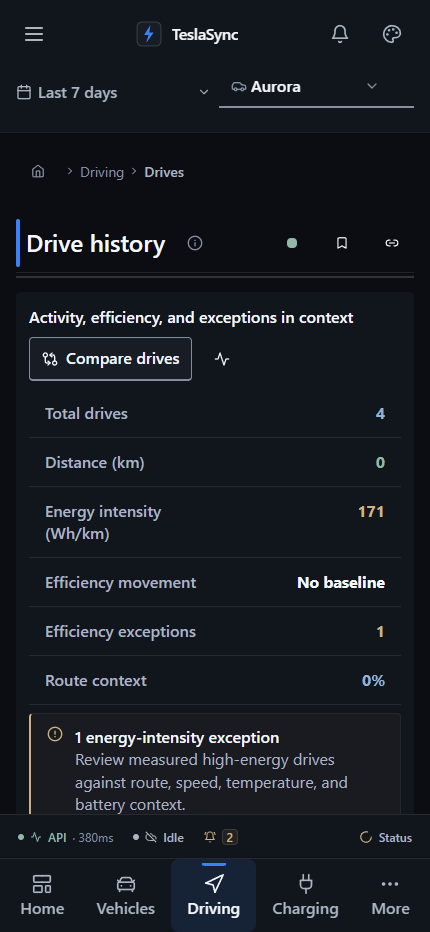 TeslaSync
Last 7 days
Aurora
Driving
Drives
Drive history
Activity, efficiency, and exceptions in context
Compare drives
Total drives 4
Distance (km) 0
Energy intensity (Wh/km) 171
Efficiency movement No baseline
Efficiency exceptions 1
Route context 0%
1 energy-intensity exception
Review measured high-energy drives
against route, speed, temperature, and
battery context.
API · 380ms Idle 2 Status
Home Vehicles Driving Charging More